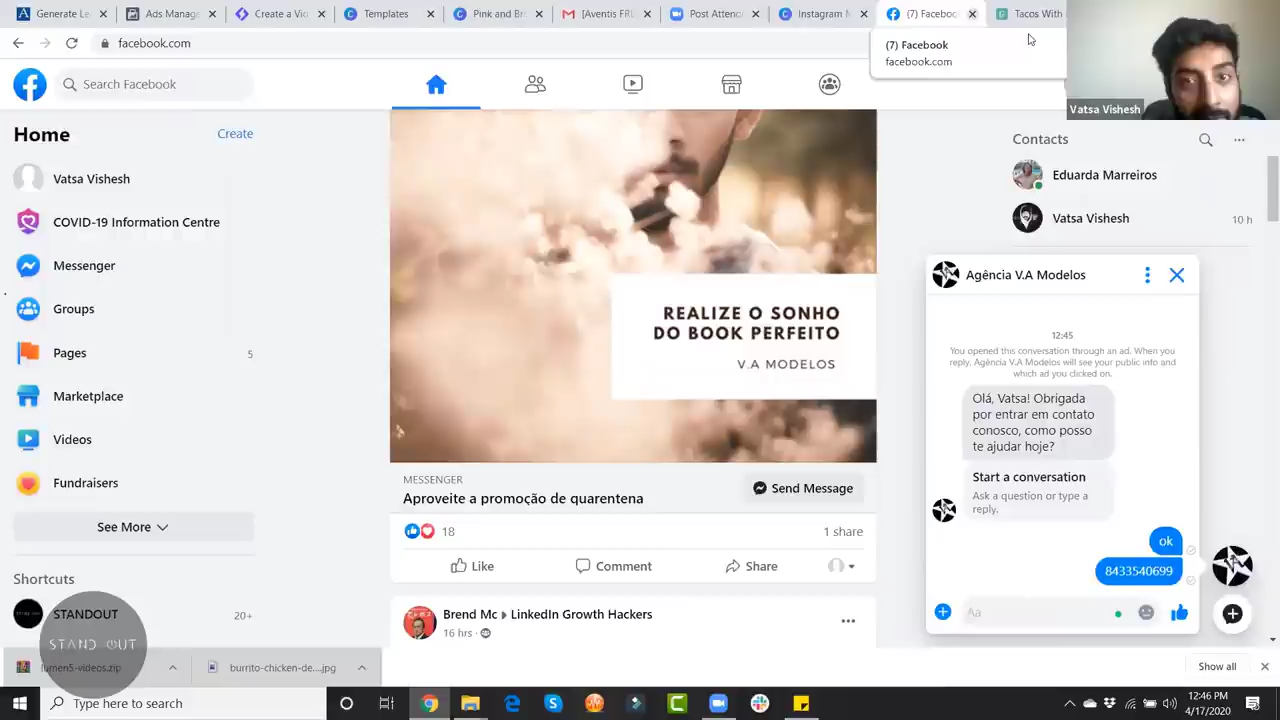 Generate Lea
Ads Manag
Create a Vid
Templates
Pink and Bro
[Aventis FRE
Post Attend
Instagram M
(7) Facebook
Tacos With
facebook.com
(7) Facebook
facebook.com
Vatsa Vishesh
Search Facebook
Home
Create
Vatsa Vishesh
COVID-19 Information Centre
Messenger
Groups
Pages
5
Marketplace
Videos
Fundraisers
See More
Shortcuts
STANDOUT
20+
STAND OUT
REALIZE O SONHO
DO BOOK PERFEITO
V.A MODELOS
MESSENGER
Aproveite a promoção de quarentena
Send Message
18
1 share
Like
Comment
Share
Brend Mc
LinkedIn Growth Hackers
16 hrs
Contacts
Eduarda Marreiros
Vatsa Vishesh
10 h
Agência V.A Modelos
12:45
You opened this conversation through an ad. When you
reply, Agência V.A Modelos will see your public info and
which ad you clicked on.
Olá, Vatsa! Obrigada
por entrar em contato
conosco, como posso
te ajudar hoje?
Start a conversation
Ask a question or type a
reply.
ok
8433540699
Aa
lumen5-videos.zip
burrito-chicken-de....jpg
Show all
Type here to search
12:46 PM
4/17/2020